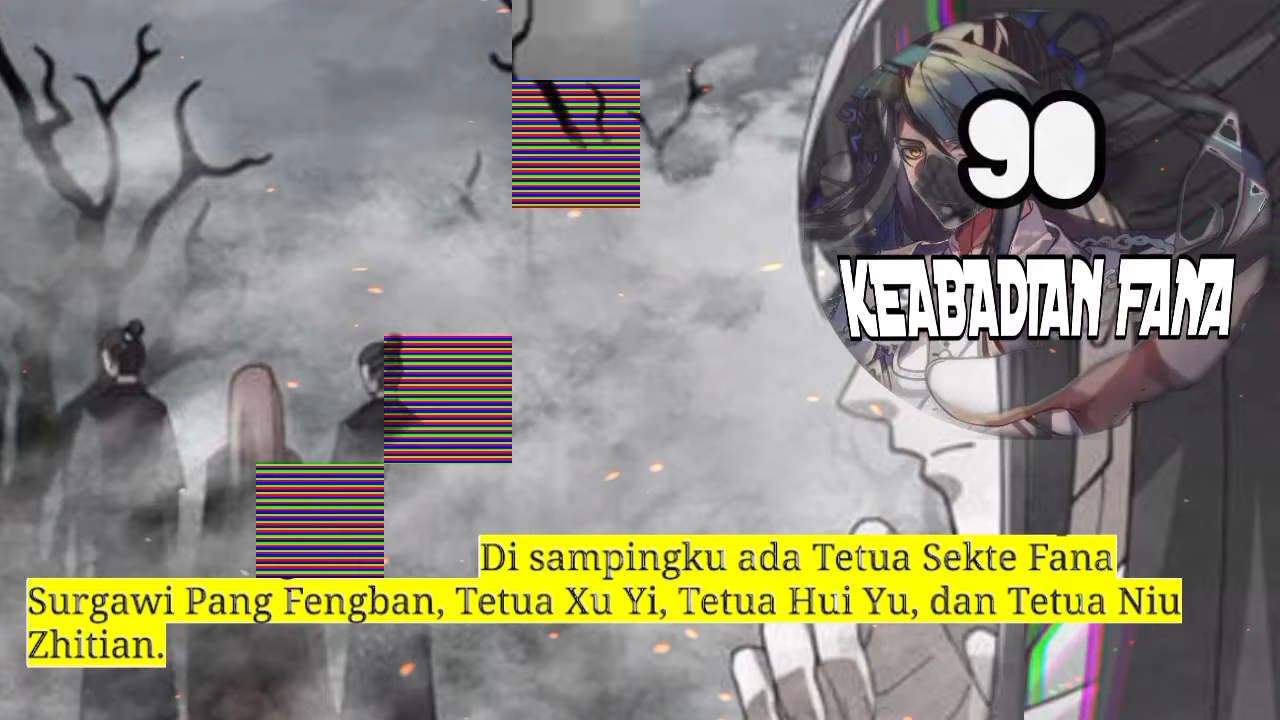 90
KEABADIAN FANA
Di sampingku ada Tetua Sekte Fana
Surgawi Pang Fengban, Tetua Xu Yi, Tetua Hui Yu, dan Tetua Niu
Zhitian.